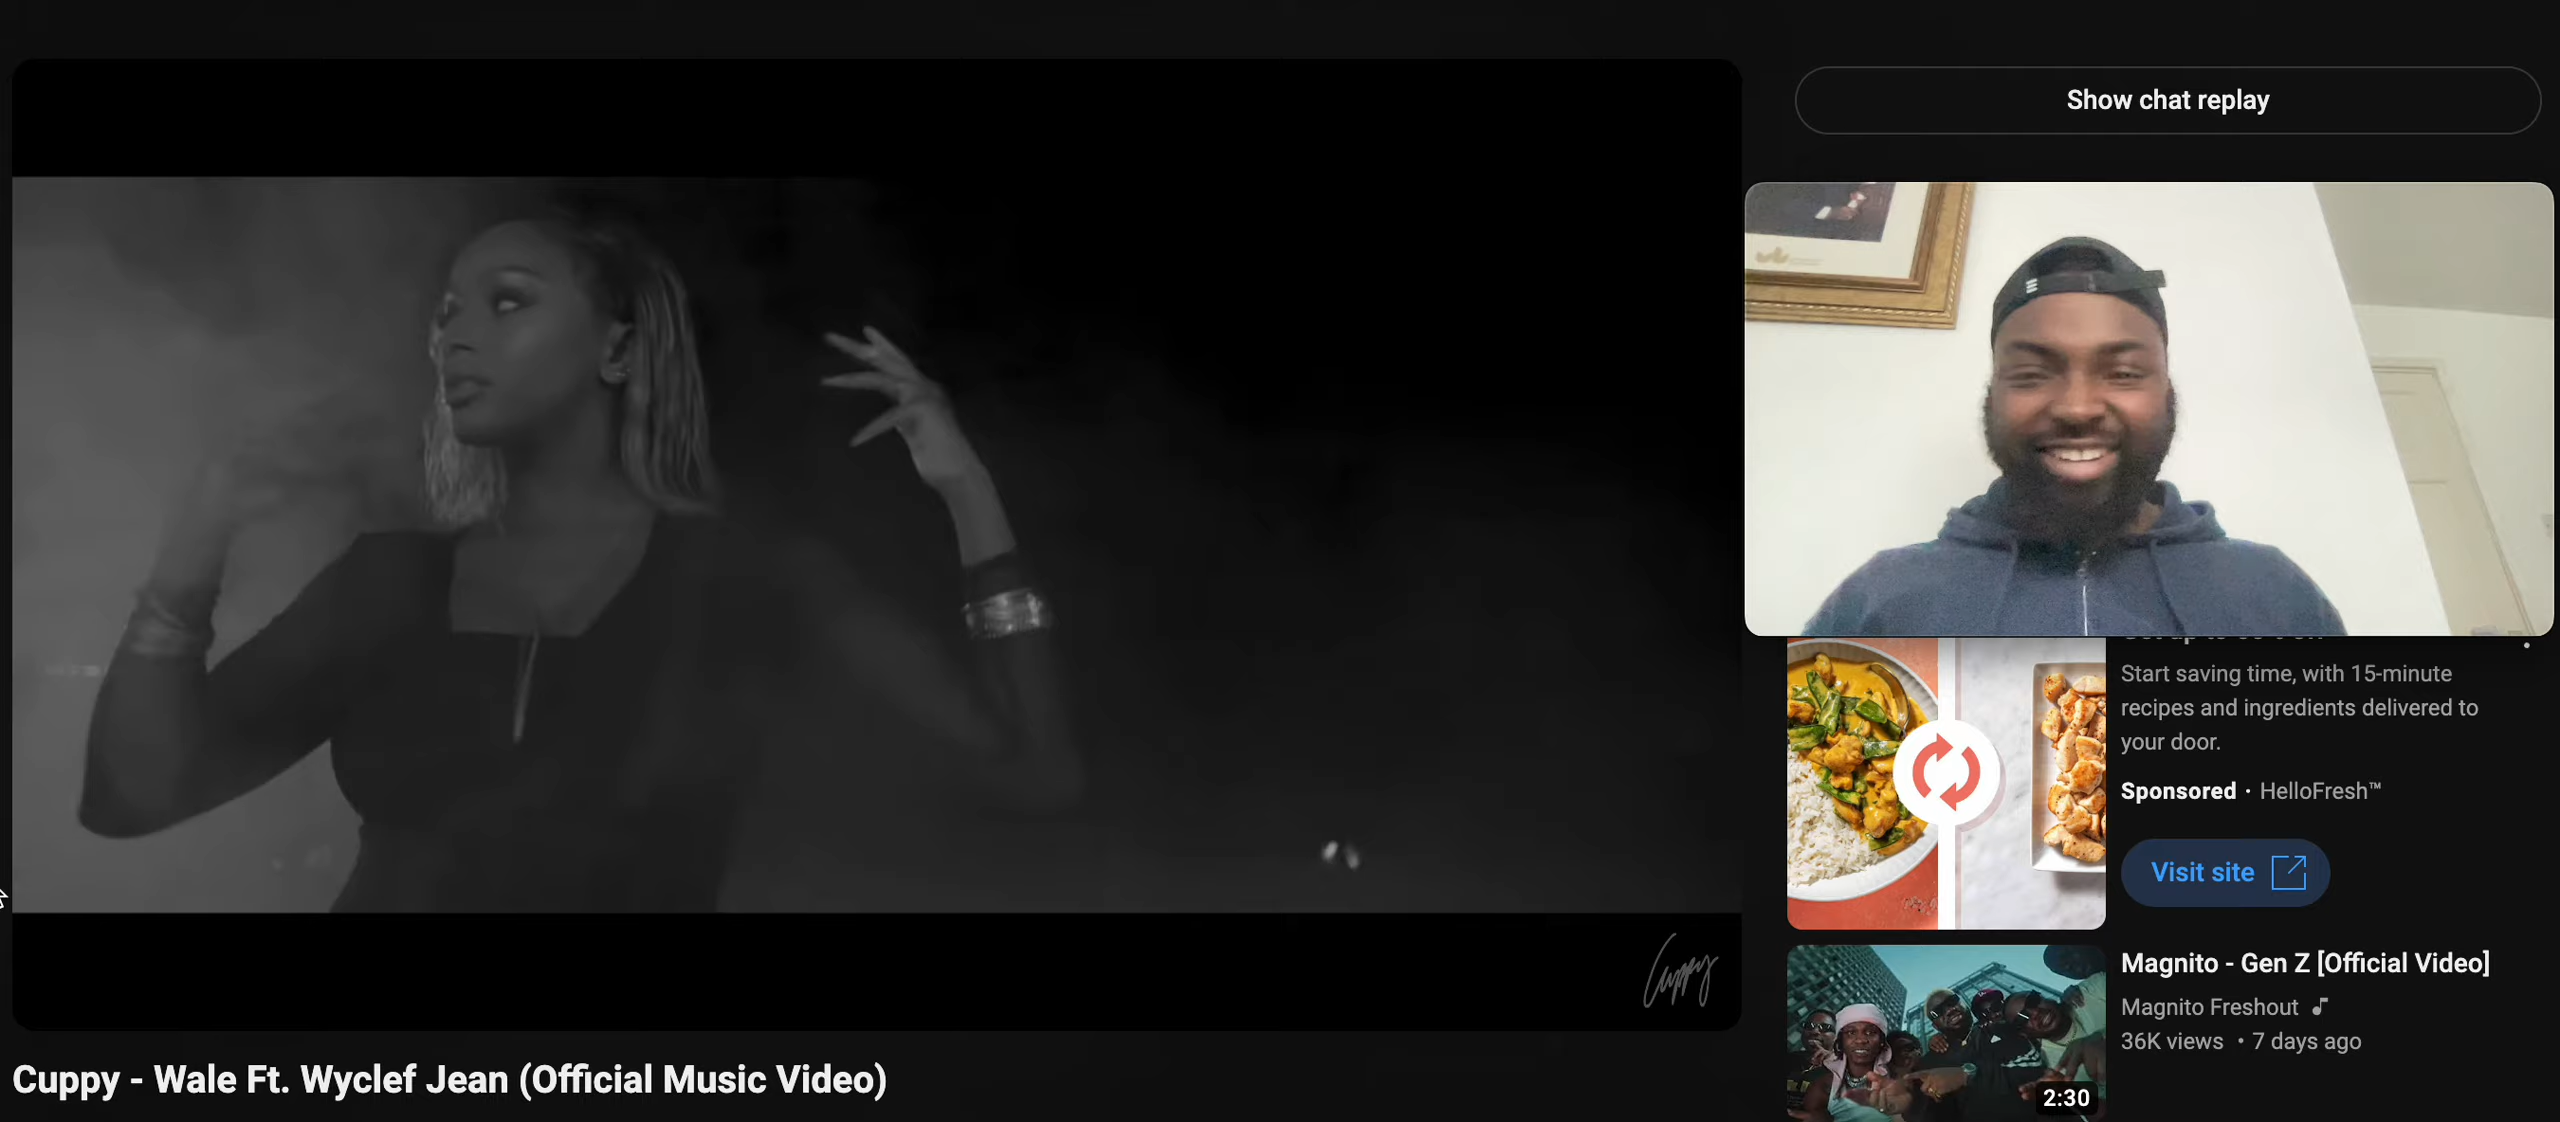 Show chat replay
Start saving time, with 15-minute
recipes and ingredients delivered to
your door.
Sponsored · HelloFresh™
Visit site
Cuppy
Magnito - Gen Z [Official Video]
Magnito Freshout
36K views • 7 days ago
2:30
Cuppy - Wale Ft. Wyclef Jean (Official Music Video)